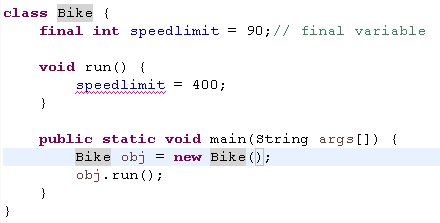 class Bike {
    final int speedlimit = 90;// final variable

    void run() {
        speedlimit = 400;
    }

    public static void main(String args[]) {
        Bike obj = new Bike();
        obj.run();
    }
}